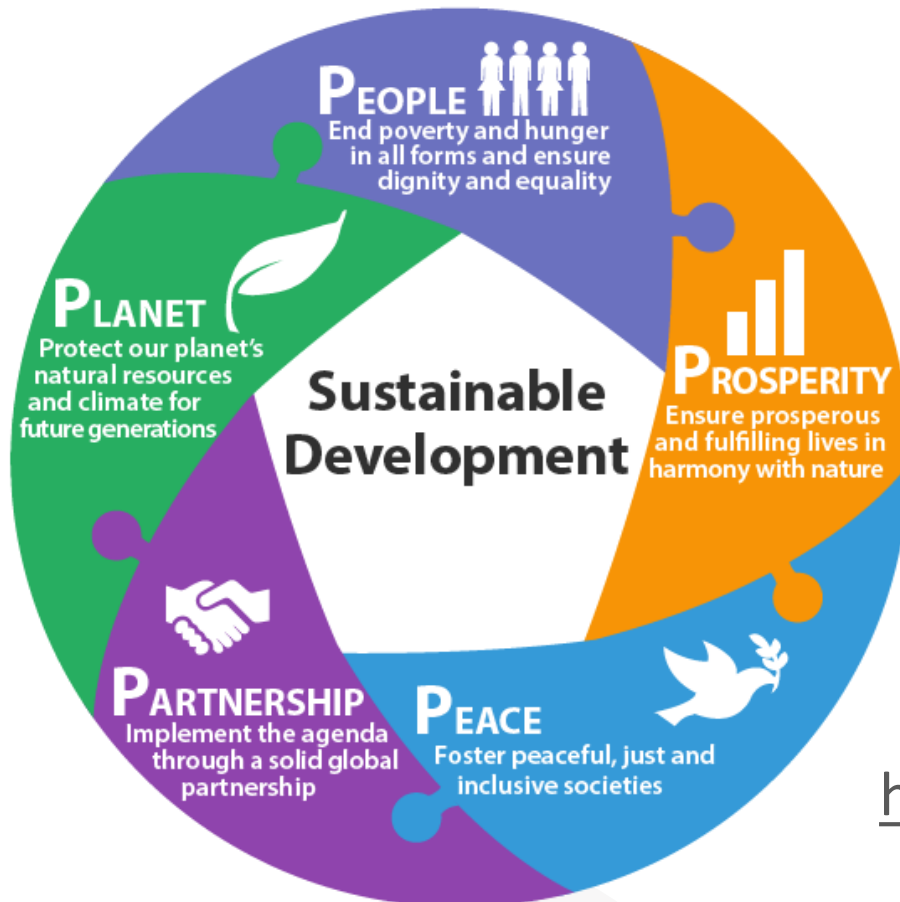 PEOPLE
End poverty and hunger
in all forms and ensure
dignity and equality
PROSPERITY
Ensure prosperous
and fulfilling lives in
harmony with nature
PEACE
Foster peaceful, just and
inclusive societies
PARTNERSHIP
Implement the agenda
through a solid global
partnership
PLANET
Protect our planet's
natural resources
and climate for
future generations
Sustainable
Development